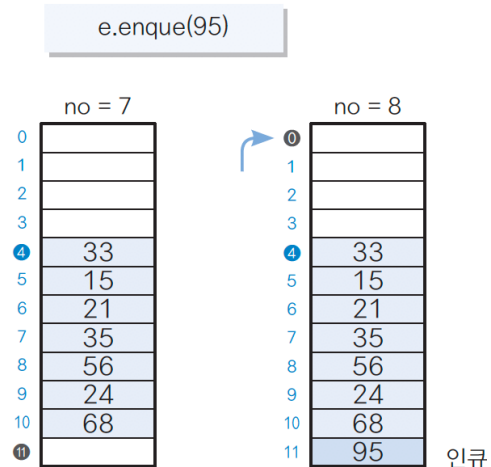 e.enque(95)
no = 7 no = 8
0 0
1 1
2 2
3 3
4 33 4 33
5 15 5 15
6 21 6 21
7 35 7 35
8 56 8 56
9 24 9 24
10 68 10 68
11 11 95 인큐